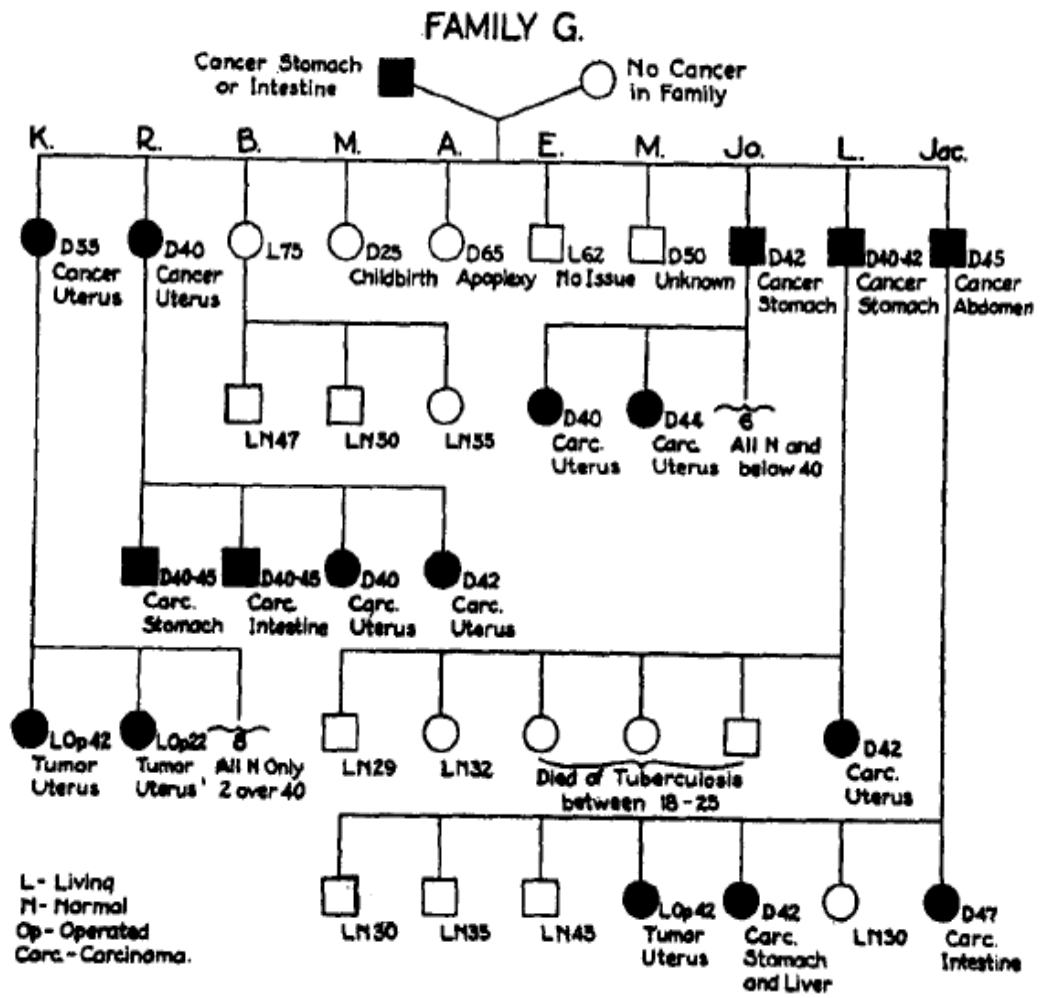 FAMILY G.
Cancer Stomach
or Intestine
No Cancer
in Family
K. R. B. M. A. E. M. Jo. L. Jac.
D55 D40 L75 D25 D65 L62 D50 D42 D40-42 D45
Cancer Cancer Childbirth Apoplexy No Issue Unknown Cancer Cancer Cancer
Uterus Uterus Stomach Stomach Abdomen
LN47 LN50 LN55
D40 D44 6
Carc. Carc. All N and
Uterus Uterus below 40
D40-45 D40-45 D40 D42
Carc. Carc. Carc. Carc.
Stomach Intestine Uterus Uterus
LOp42 LOp22 8
Tumor Tumor All N Only
Uterus Uterus 2 over 40
LN29 LN32
Died of Tuberculosis
between 18-25
D42
Carc.
Uterus
LN30 LN35 LN45 LOp42 D42 LN30 D47
Tumor Carc. Carc.
Uterus Stomach Intestine
and Liver
L- Living
N- Normal
Op- Operated
Carc.- Carcinoma.